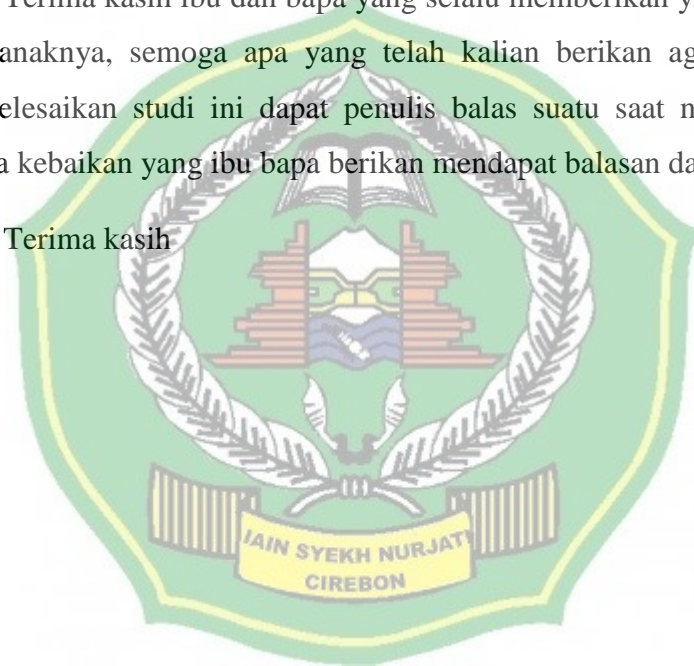 Terima kasih ibu dan bapa yang selalu memberikan y
anaknya, semoga apa yang telah kalian berikan ag
elesaikan studi ini dapat penulis balas suatu saat
a kebaikan yang ibu bapa berikan mendapat balasan da
Terima kasih
IAIN SYEKH NURJATI
CIREBON